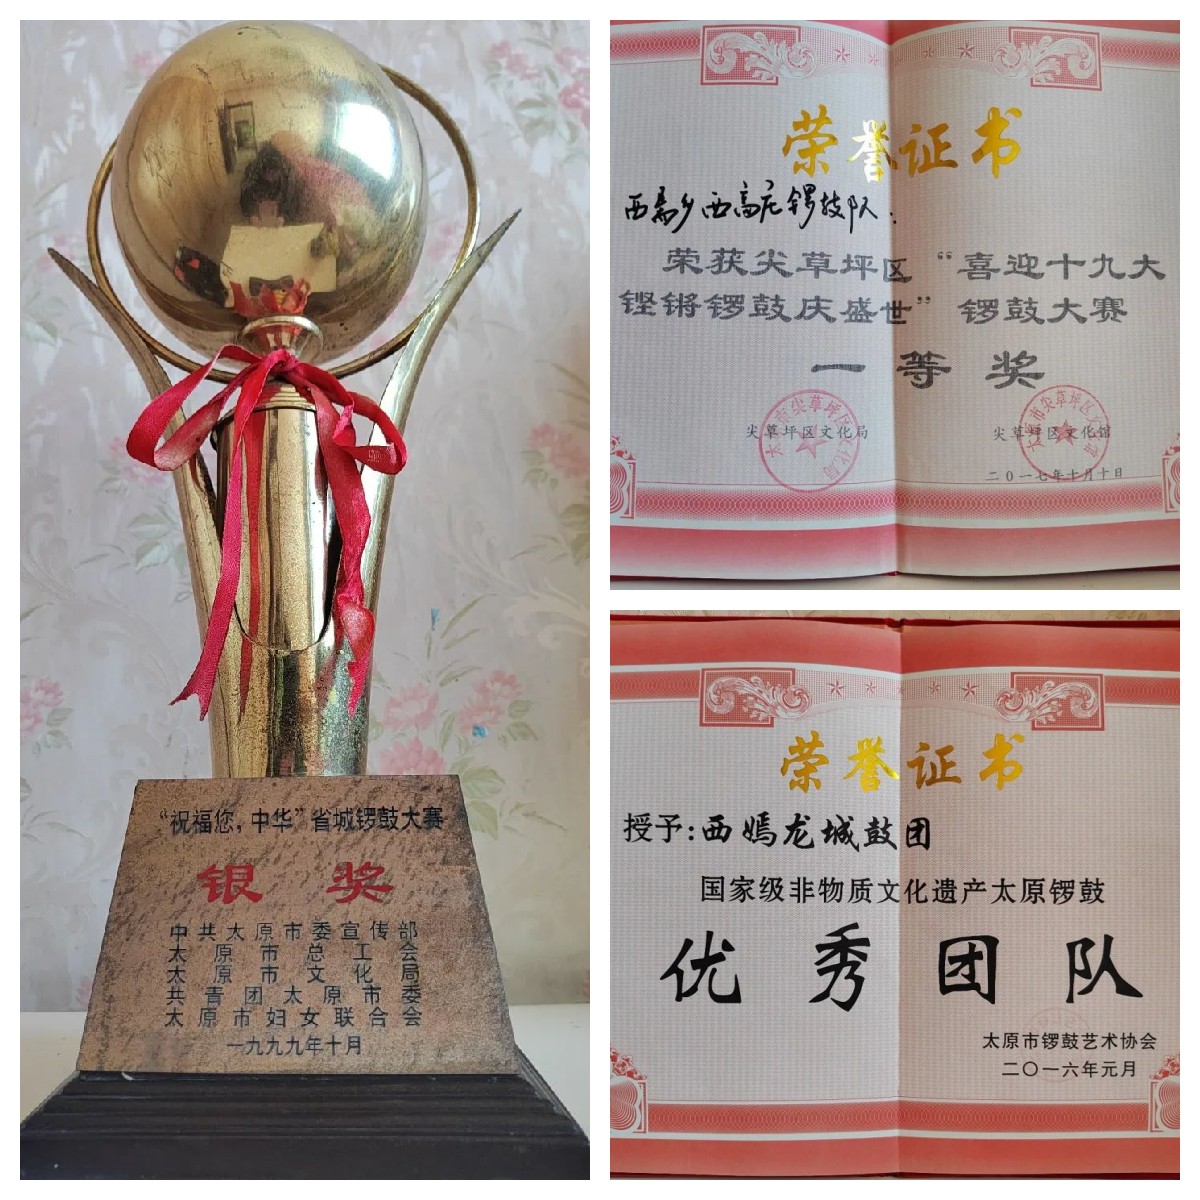 “祝福您,中华”省城锣鼓大赛
银奖
中共太原市委宣传部
太原市总工会
太原市文化局
共青团太原市委
太原市妇女联合会
一九九九年十月
荣誉证书
西焉乡西高庄锣鼓队:
荣获尖草坪区“喜迎十九大
铿锵锣鼓庆盛世”锣鼓大赛
一等奖
尖草坪区文化局
尖草坪区文化馆
二0一七年十月十日
荣誉证书
授予:西嫣龙城鼓团
国家级非物质文化遗产太原锣鼓
优秀团队
太原市锣鼓艺术协会
二〇一六年元月